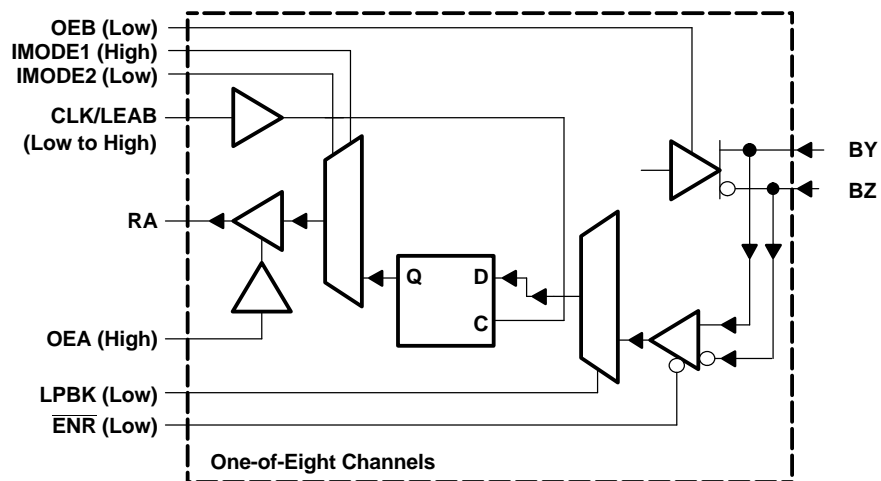 OEB (Low)
IMODE1 (High)
IMODE2 (Low)
CLK/LEAB
(Low to High)
BY
BZ
RA
Q
D
C
OEA (High)
LPBK (Low)
ENR (Low)
One-of-Eight Channels